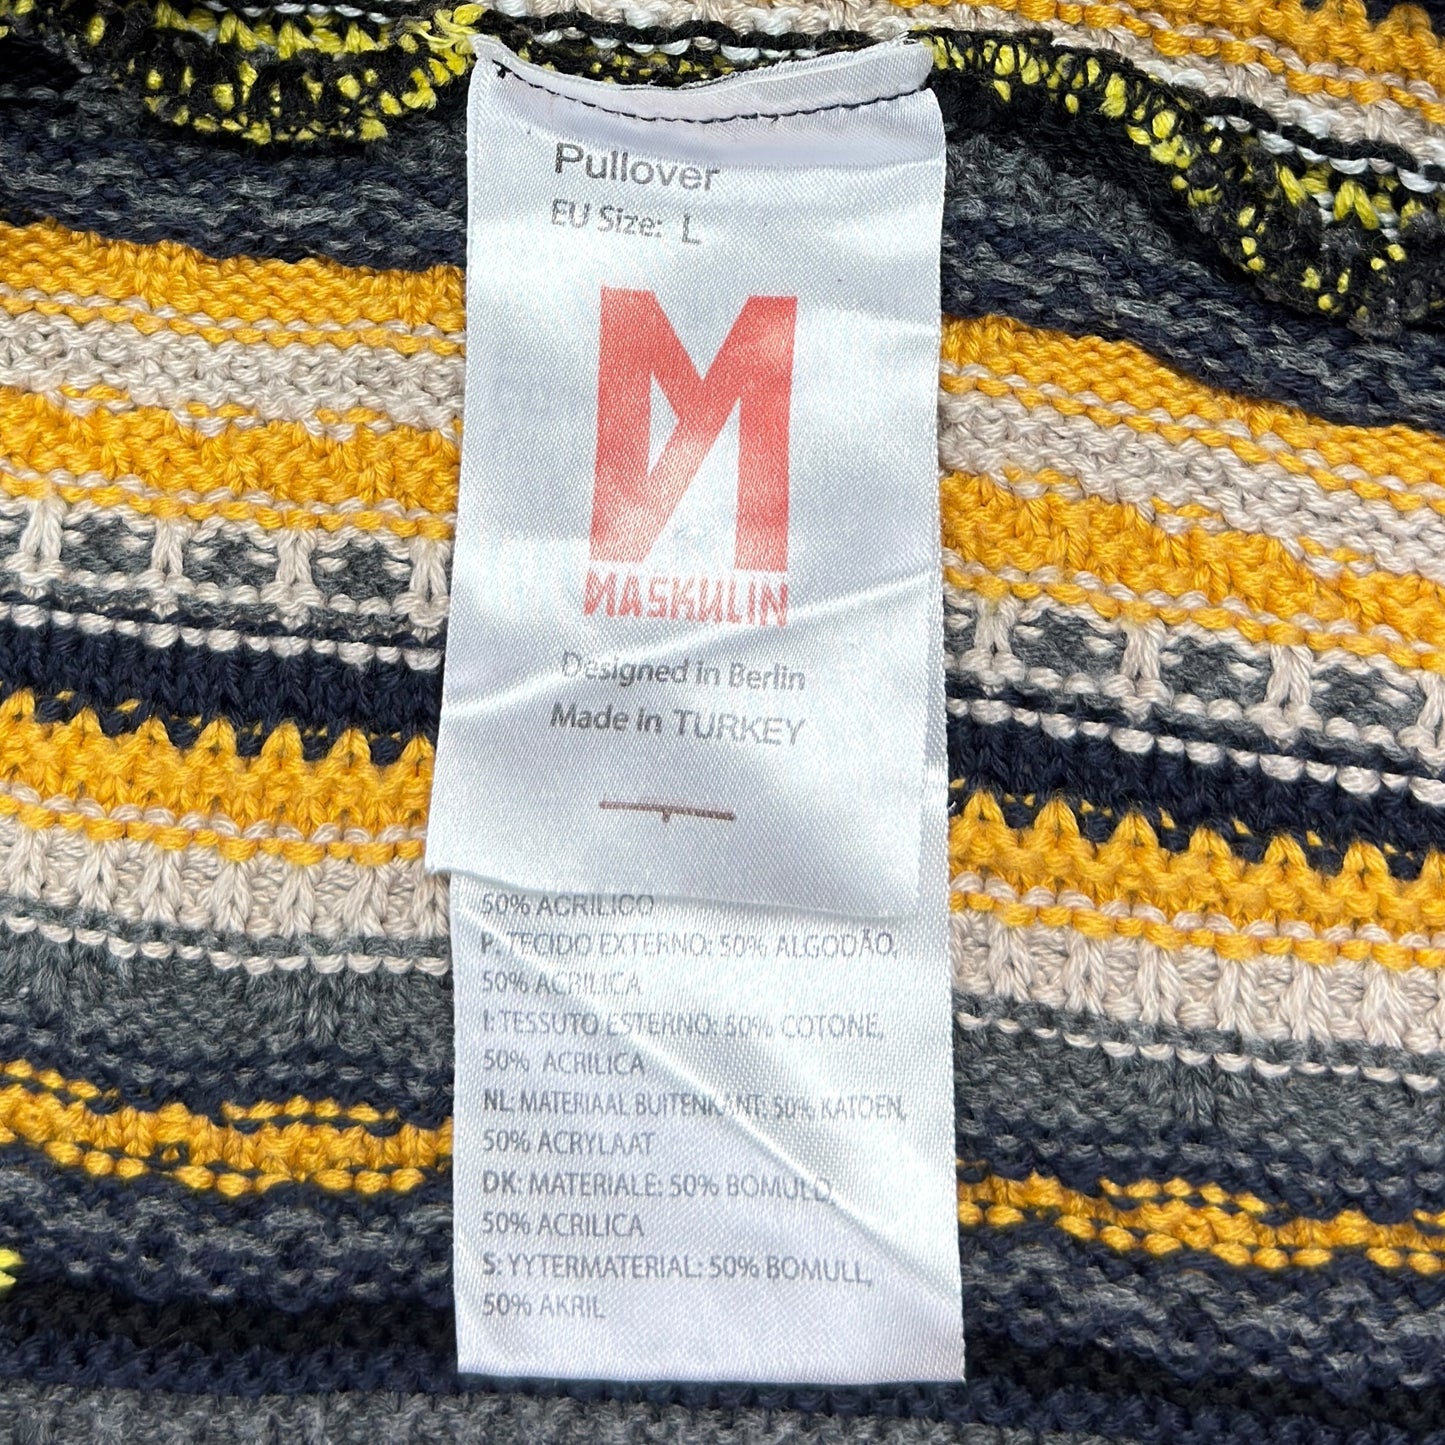 Pullover
EU Size: L
M
MASKULIN
Designed in Berlin
Made in TURKEY
50% ACRILICO
P: TECIDO EXTERNO: 50% ALGODÃO,
50% ACRILICA
I: TESSUTO ESTERNO: 50% COTONE,
50% ACRILICA
NL: MATERIAAL BUITENKANT: 50% KATOEN,
50% ACRYLAAT
DK: MATERIALE: 50% BOMULD,
50% ACRILICA
S: YYTERMATERIAL: 50% BOMULL,
50% AKRIL